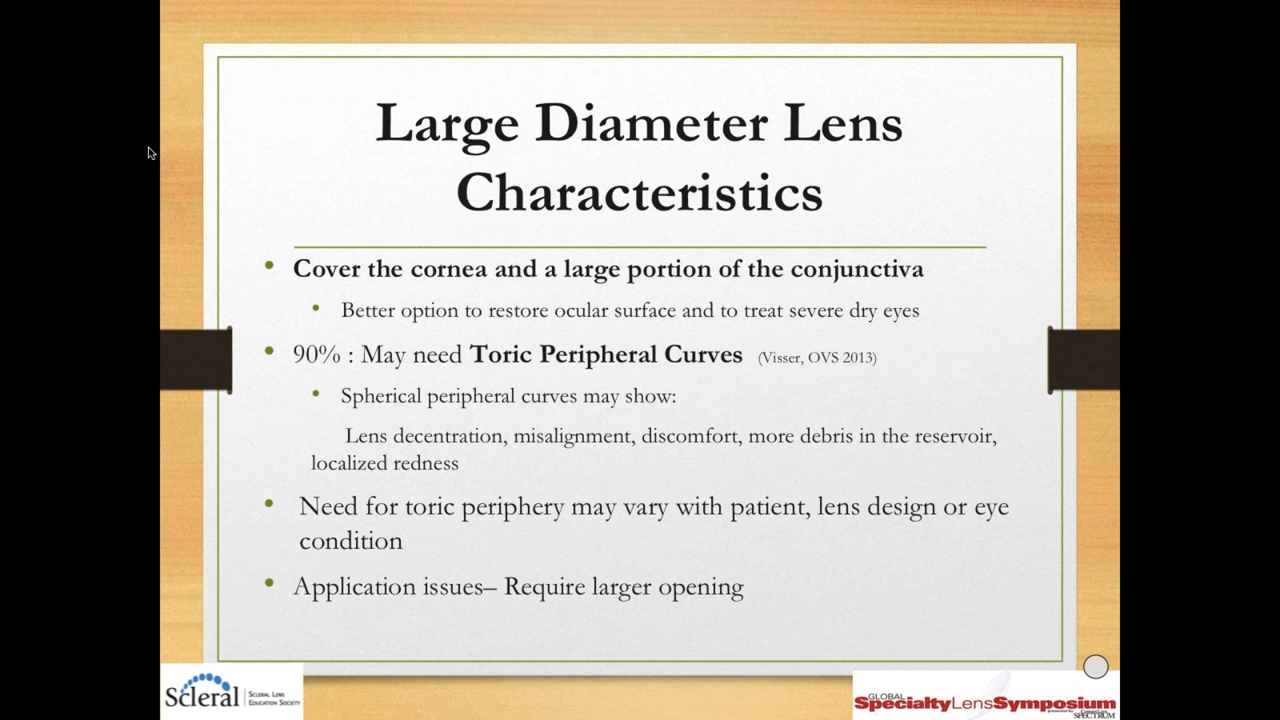 Large Diameter Lens
Characteristics
• Cover the cornea and a large portion of the conjunctiva
• Better option to restore ocular surface and to treat severe dry eyes
• 90% : May need Toric Peripheral Curves (Visser, OVS 2013)
• Spherical peripheral curves may show:
Lens decentration, misalignment, discomfort, more debris in the reservoir,
localized redness
• Need for toric periphery may vary with patient, lens design or eye
condition
• Application issues– Require larger opening
Scleral
SCLERAL LENS
EDUCATION SOCIETY
GLOBAL
SpecialtyLensSymposium
SPECTRUM